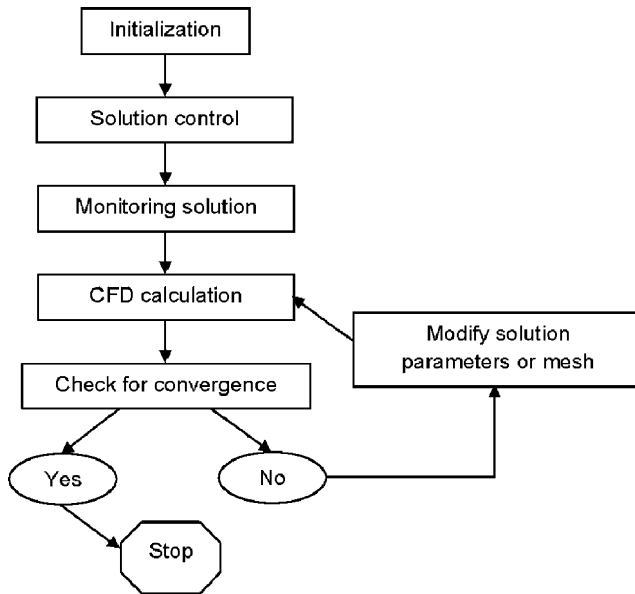 Initialization
Solution control
Monitoring solution
CFD calculation
Modify solution
parameters or mesh
Check for convergence
Yes
No
Stop